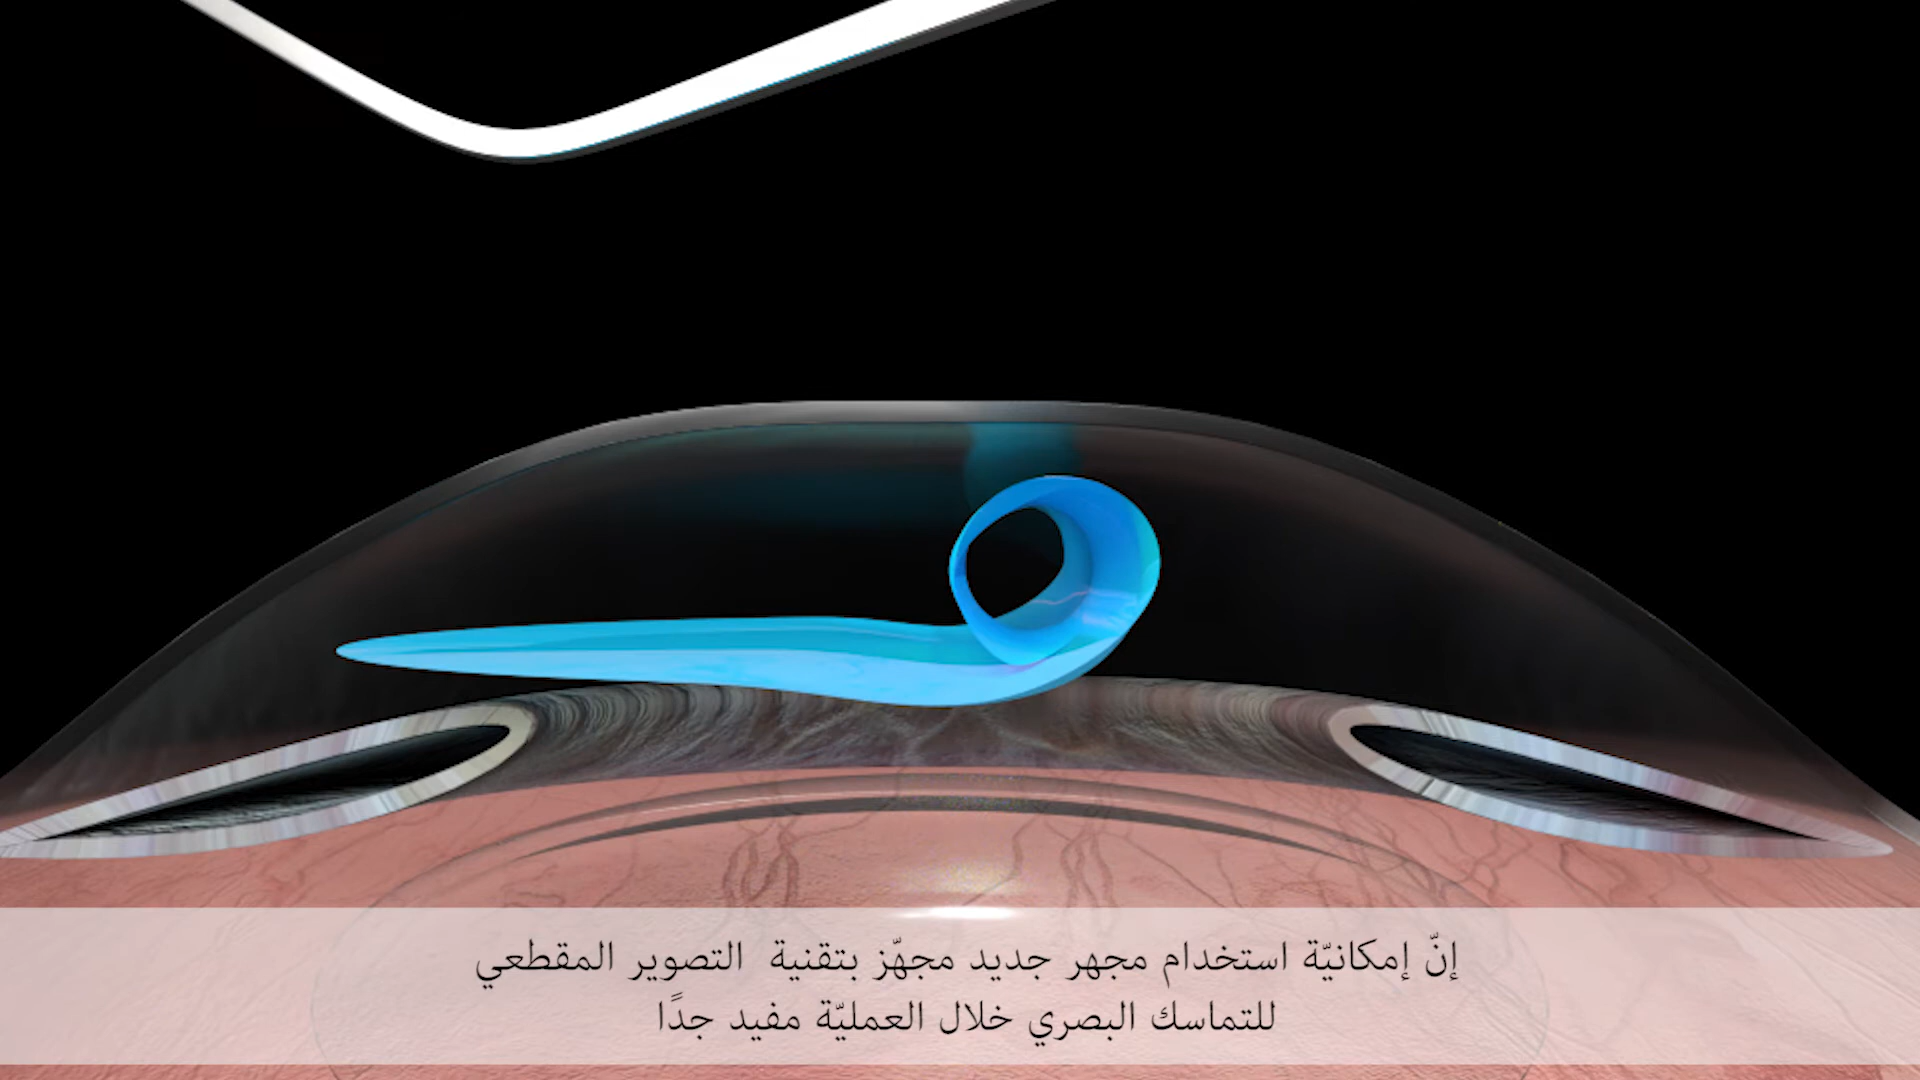 إنّ إمكانيّة استخدام مجهر جديد مجهّز بتقنية التصوير المقطعي
للتماسك البصري خلال العمليّة مفيد جدًا